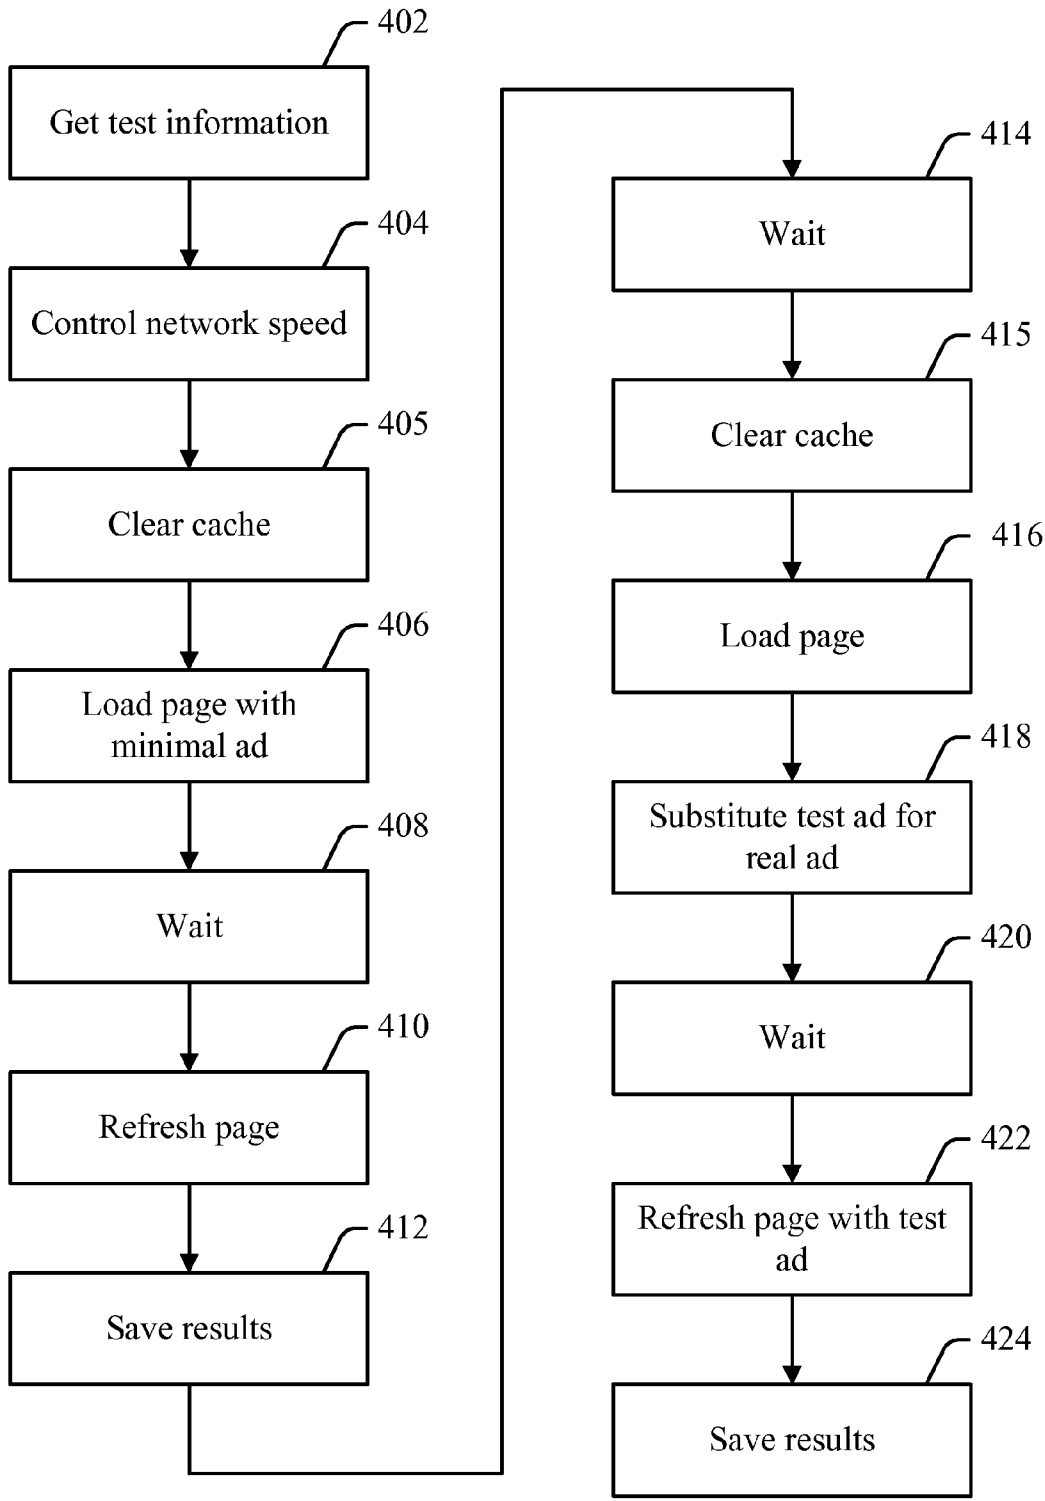 402
Get test information
404
Control network speed
405
Clear cache
406
Load page with
minimal ad
408
Wait
410
Refresh page
412
Save results
414
Wait
415
Clear cache
416
Load page
418
Substitute test ad for
real ad
420
Wait
422
Refresh page with test
ad
424
Save results